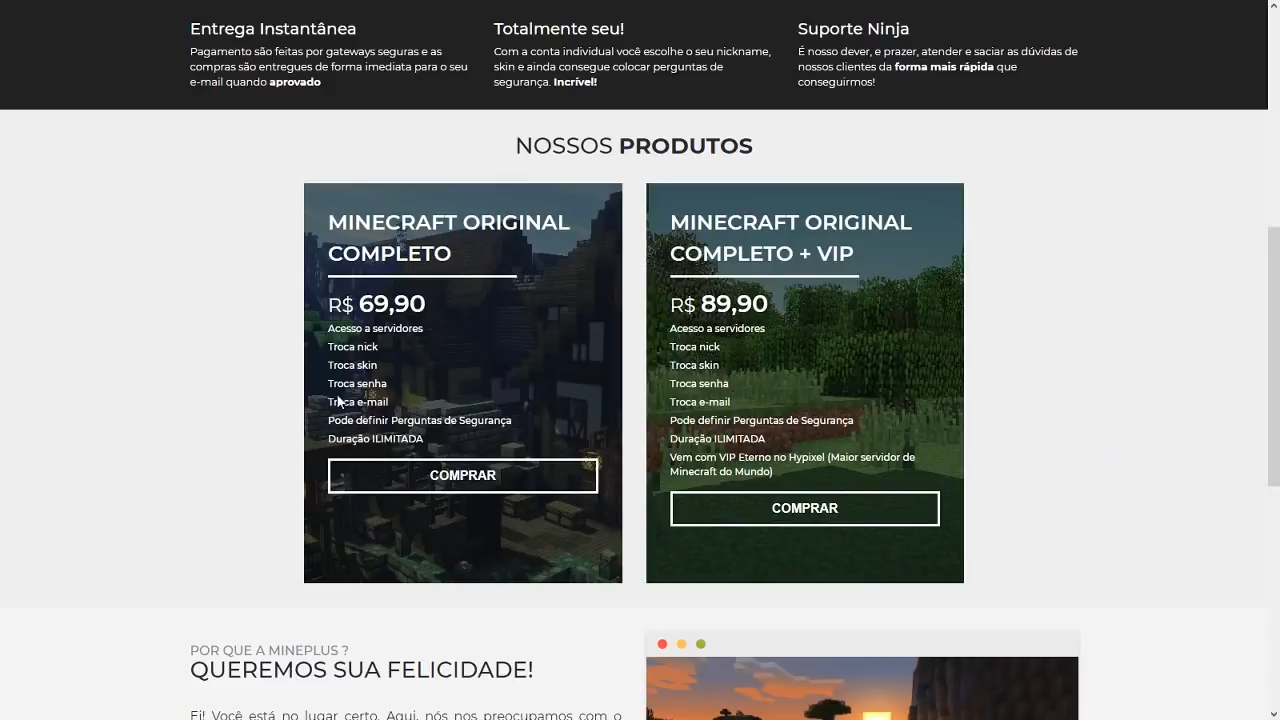 Entrega Instantânea
Pagamento são feitas por gateways seguras e as
compras são entregues de forma imediata para o seu
e-mail quando aprovado
Totalmente seu!
Com a conta individual você escolhe o seu nickname,
skin e ainda consegue colocar perguntas de
segurança. Incrível!
Suporte Ninja
É nosso dever, e prazer, atender e saciar as dúvidas de
nossos clientes da forma mais rápida que
conseguirmos!
NOSSOS PRODUTOS
MINECRAFT ORIGINAL
COMPLETO
R$ 69,90
Acesso a servidores
Troca nick
Troca skin
Troca senha
Troca e-mail
Pode definir Perguntas de Segurança
Duração ILIMITADA
COMPRAR
MINECRAFT ORIGINAL
COMPLETO + VIP
R$ 89,90
Acesso a servidores
Troca nick
Troca skin
Troca senha
Troca e-mail
Pode definir Perguntas de Segurança
Duração ILIMITADA
Vem com VIP Eterno no Hypixel (Maior servidor de
Minecraft do Mundo)
COMPRAR
POR QUE A MINEPLUS ?
QUEREMOS SUA FELICIDADE!
Ei! Você está no lugar certo. Aqui, nós nos preocupamos com o